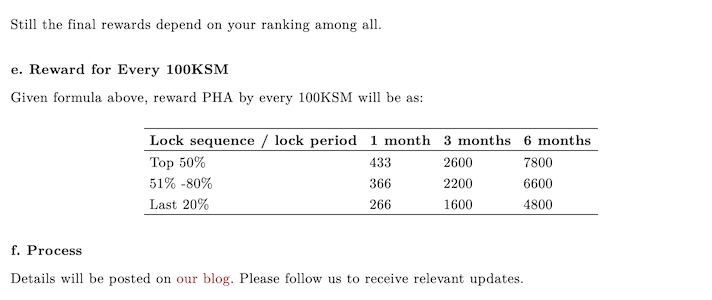 Still the final rewards depend on your ranking among all.
e. Reward for Every 100KSM
Given formula above, reward PHA by every 100KSM will be as:
Lock sequence / lock period 1 month 3 months 6 months
Top 50% 433 2600 7800
51% -80% 366 2200 6600
Last 20% 266 1600 4800
f. Process
Details will be posted on our blog. Please follow us to receive relevant updates.